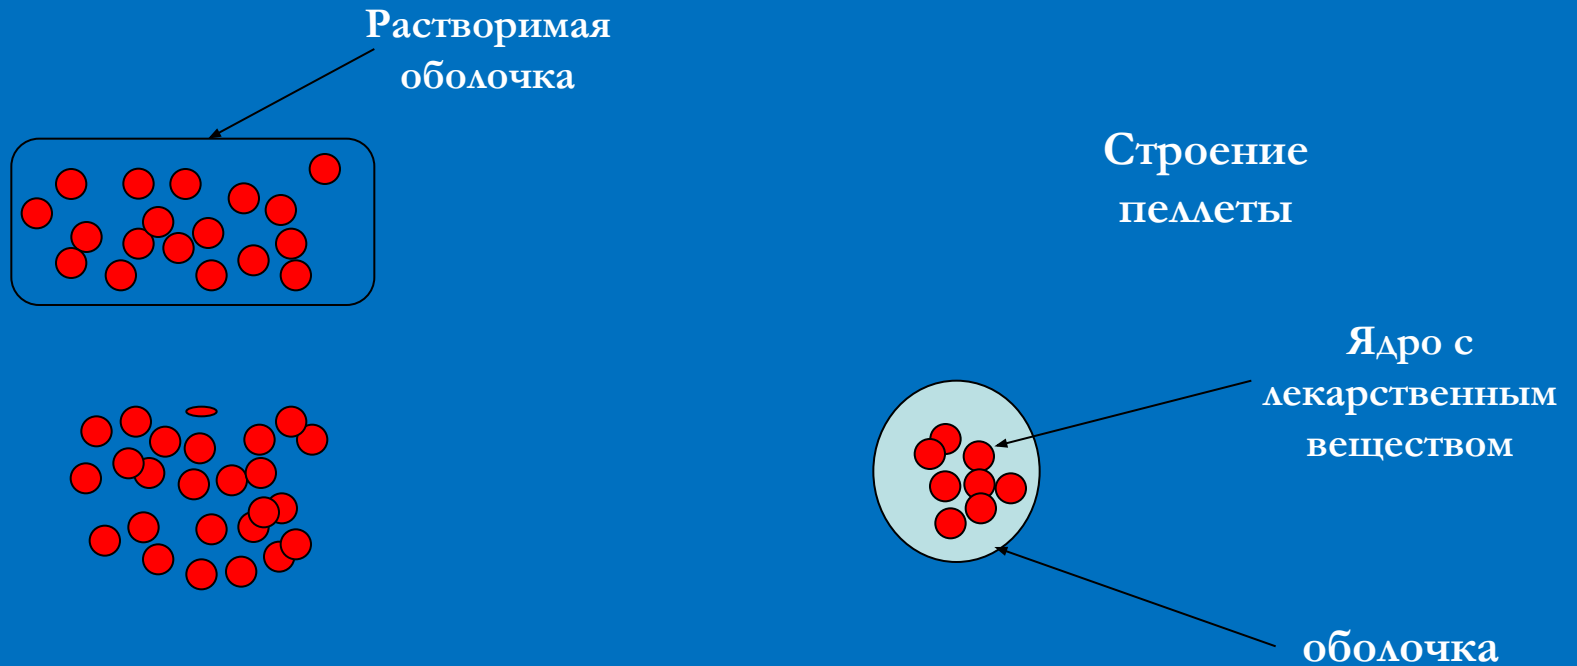 Растворимая
оболочка
Строение
пеллеты
Ядро с
лекарственным
веществом
оболочка